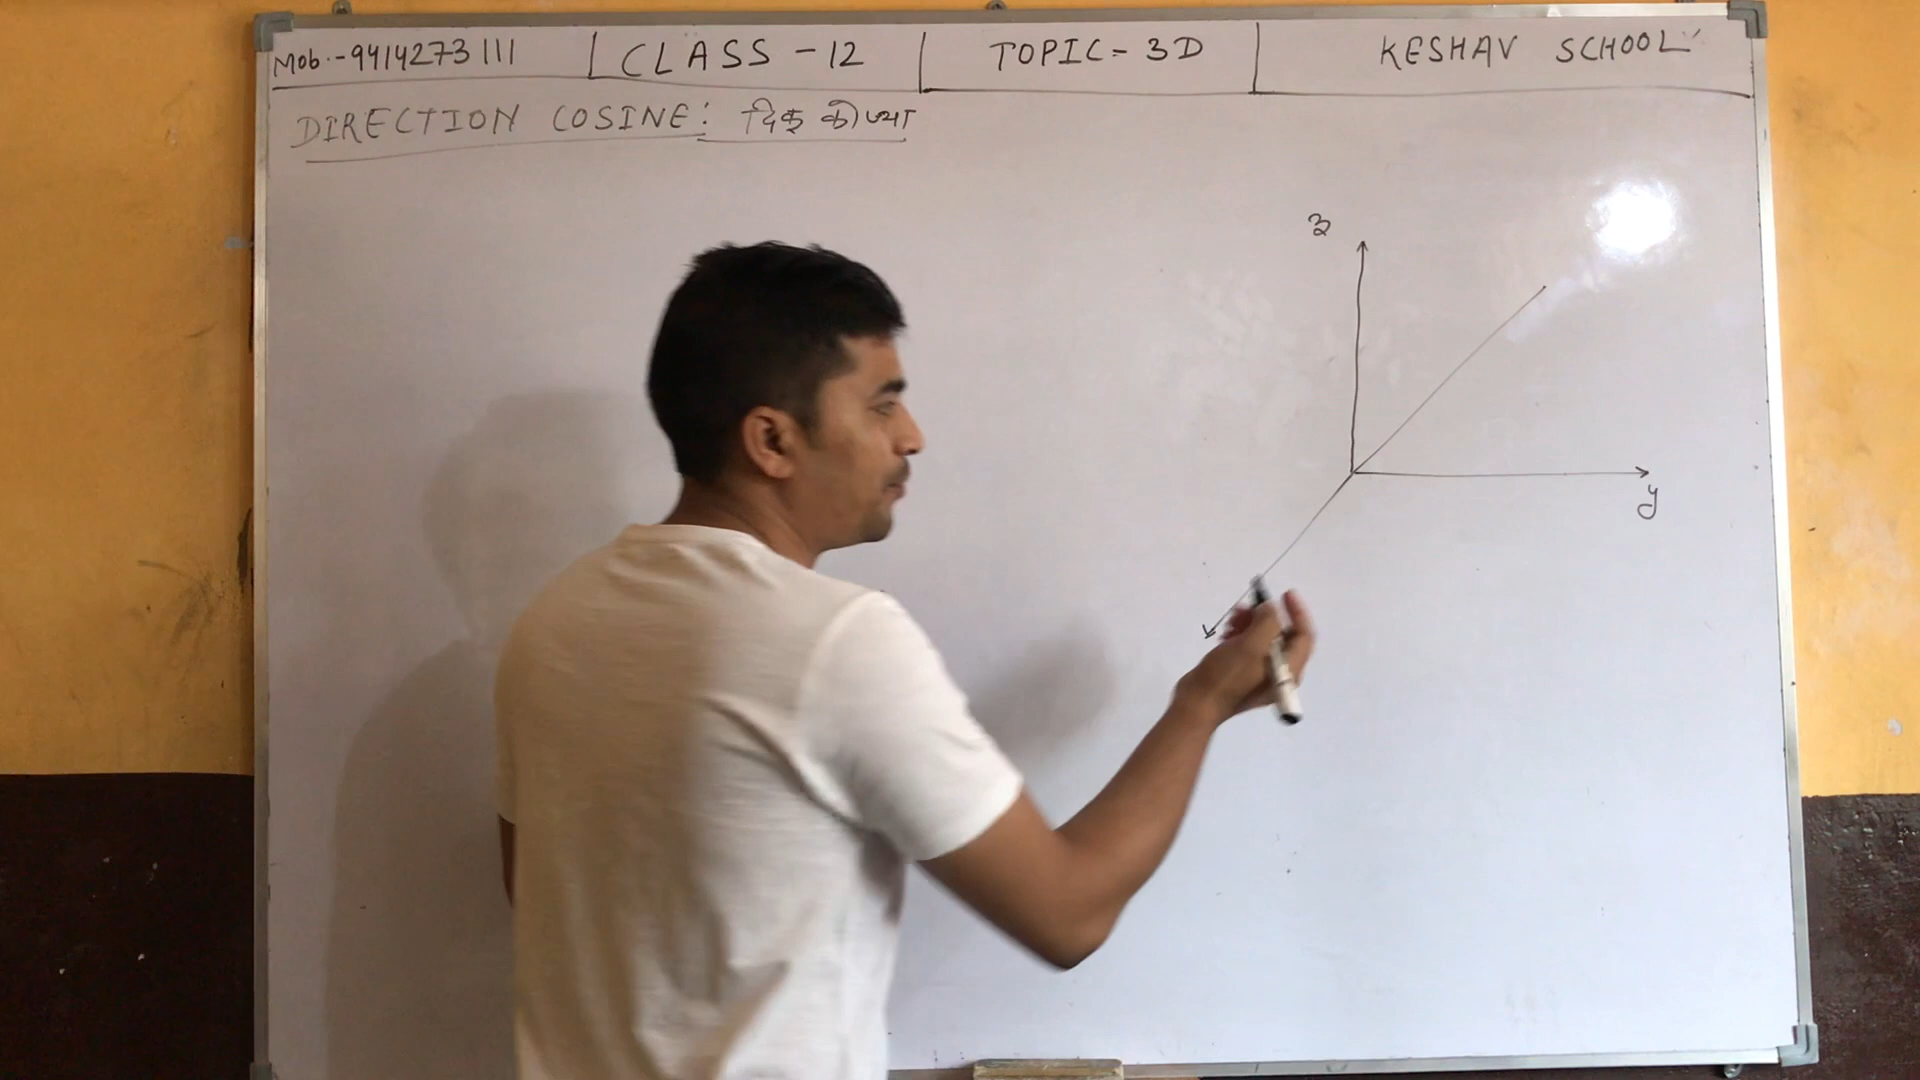 Mob.-9414273111 CLASS-12 TOPIC-3D KESHAV SCHOOL
DIRECTION COSINE: दिक् कोज्या
z
y